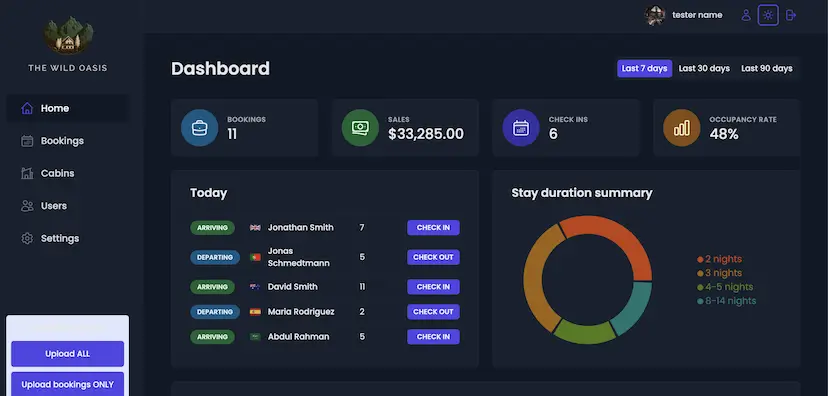 THE WILD OASIS
Home
Bookings
Cabins
Users
Settings
Upload ALL
Upload bookings ONLY
tester name
Dashboard
Last 7 days Last 30 days Last 90 days
BOOKINGS
11
SALES
$33,285.00
CHECK INS
6
OCCUPANCY RATE
48%
Today
ARRIVING Jonathan Smith 7 CHECK IN
DEPARTING Jonas Schmedtmann 5 CHECK OUT
ARRIVING David Smith 11 CHECK IN
DEPARTING Maria Rodriguez 2 CHECK OUT
ARRIVING Abdul Rahman 5 CHECK IN
Stay duration summary
2 nights
3 nights
4-5 nights
8-14 nights